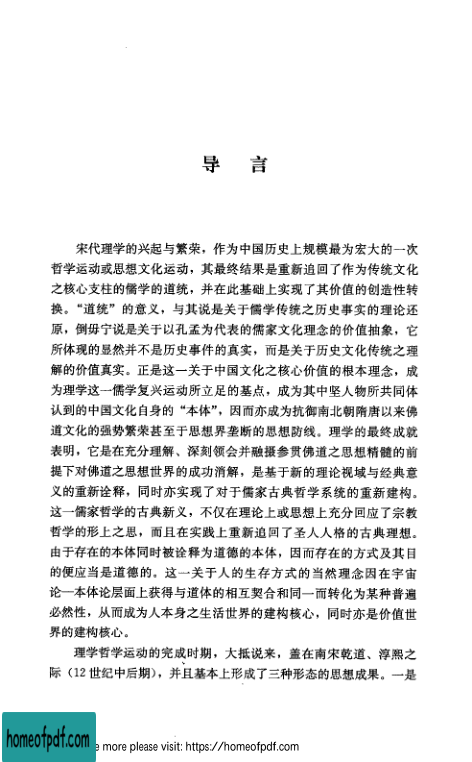 导 言
宋代理学的兴起与繁荣，作为中国历史上规模最为宏大的一次
哲学运动或思想文化运动，其最终结果是重新追回了作为传统文化
之核心支柱的儒学的道统，并在此基础上实现了其价值的创造性转
换。“道统”的意义，与其说是关于儒学传统之历史事实的理论还
原，倒毋宁说是关于以孔孟为代表的儒家文化理念的价值抽象，它
所体现的显然并不是历史事件的真实，而是关于历史文化传统之理
解的价值真实。正是这一关于中国文化之核心价值的根本理念，成
为理学这一儒学复兴运动所立足的基点，成为其中坚人物所共同体
认到的中国文化自身的“本体”，因而亦成为抗御南北朝隋唐以来佛
道文化的强势繁荣甚至于思想界垄断的思想防线。理学的最终成就
表明，它是在充分理解、深刻领会并融摄参贯佛道之思想精髓的前
提下对佛道之思想世界的成功消解，是基于新的理论视域与经典意
义的重新诠释，同时亦实现了对于儒家古典哲学系统的重新建构。
这一儒家哲学的古典新义，不仅在理论上或思想上充分回应了宗教
哲学的形上之思，而且在实践上重新追回了圣人人格的古典理想。
由于存在的本体同时被诠释为道德的本体，因而存在的方式及其目
的便应当是道德的。这一关于人的生存方式的当然理念因在宇宙
论—本体论层面上获得与道体的相互契合和同一而转化为某种普遍
必然性，从而成为人本身之生活世界的建构核心，同时亦是价值世
界的建构核心。
理学哲学运动的完成时期，大抵说来，盖在南宋乾道、淳熙之
际（12世纪中后期），并且基本上形成了三种形态的思想成果。一是
homeofpdf.com
e more please visit: https://homeofpdf.com